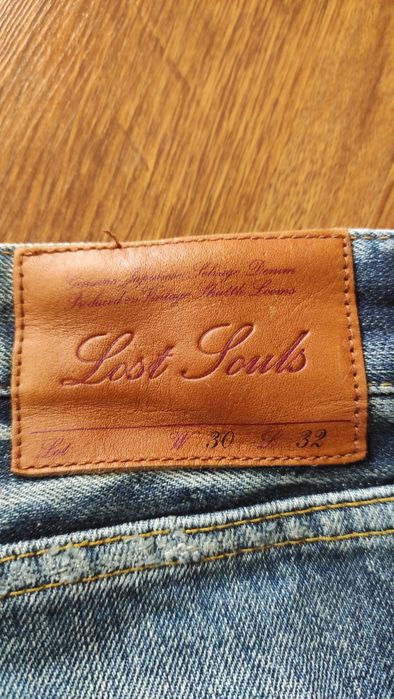 Genuine Japanese Selvage Denim
Produced on Vintage Shuttle Looms
Lost Souls
Lot W 30 L 32